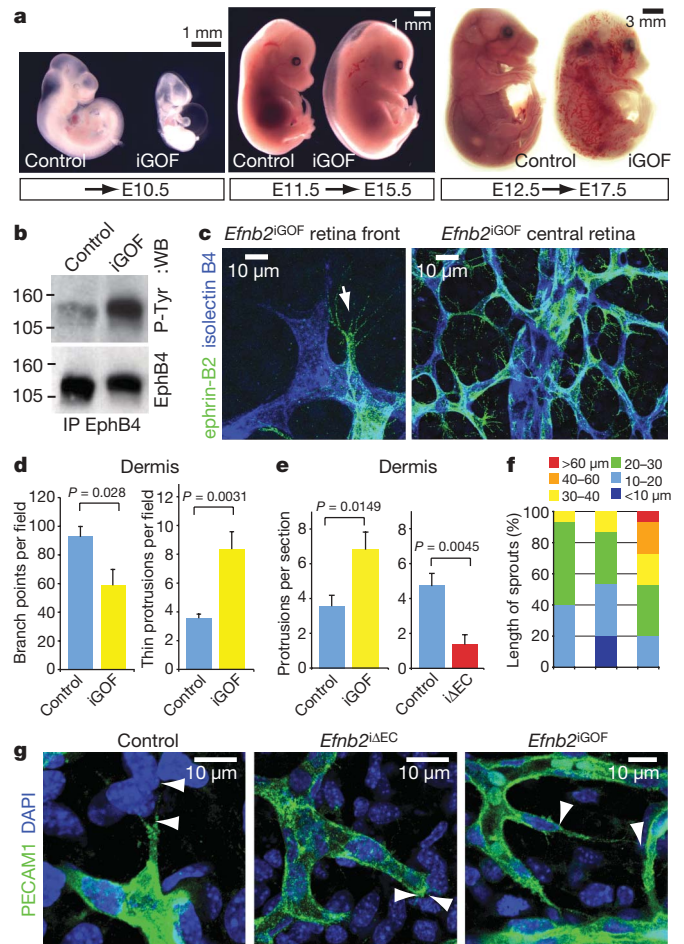 a
1 mm
1 mm
3 mm
Control iGOF
Control iGOF
Control iGOF
→ E10.5
E11.5 → E15.5
E12.5 → E17.5
b
Control
iGOF
:WB
160
105
P-Tyr
160
105
EphB4
IP EphB4
c
Efnb2iGOF retina front
Efnb2iGOF central retina
10 µm
10 µm
ephrin-B2 isolectin B4
d
Dermis
P = 0.028
P = 0.0031
Branch points per field
120
100
80
60
40
20
0
Control
iGOF
Thin protrusions per field
12
10
8
6
4
2
0
Control
iGOF
e
Dermis
P = 0.0149
P = 0.0045
Protrusions per section
8
6
4
2
0
Control
iGOF
8
6
4
2
0
Control
iΔEC
f
>60 µm
40–60
30–40
20–30
10–20
<10 µm
Length of sprouts (%)
100
80
60
40
20
0
g
Control
Efnb2iΔEC
Efnb2iGOF
10 µm
10 µm
10 µm
PECAM1 DAPI